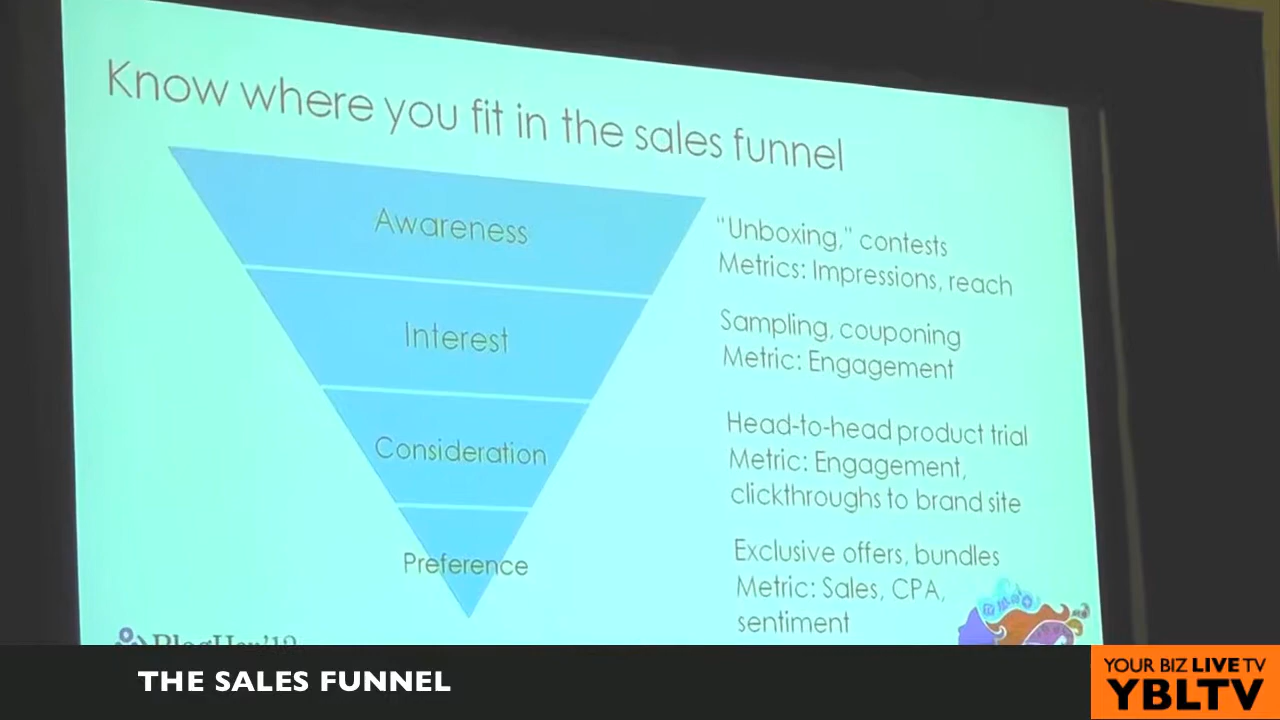 Know where you fit in the sales funnel
Awareness
"Unboxing," contests
Metrics: Impressions, reach
Interest
Sampling, couponing
Metric: Engagement
Consideration
Head-to-head product trial
Metric: Engagement,
clickthroughs to brand site
Preference
Exclusive offers, bundles
Metric: Sales, CPA,
sentiment
THE SALES FUNNEL
YOUR BIZ LIVE TV
YBLTV